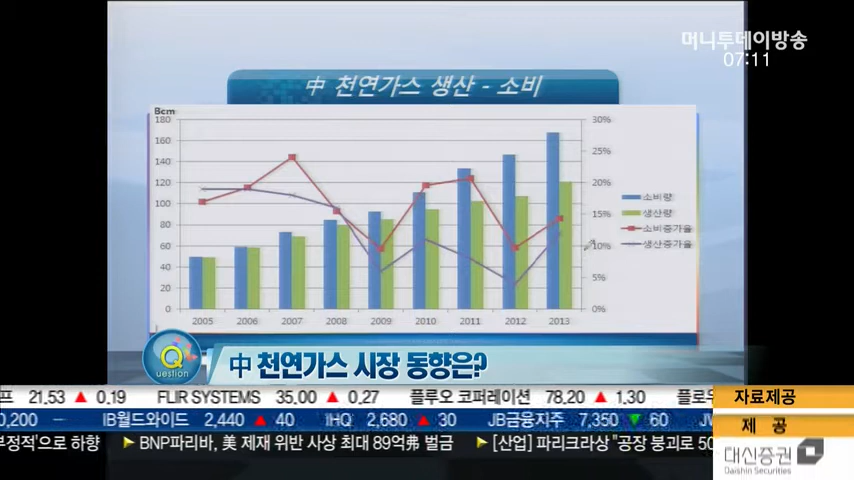 머니투데이방송
07:11
中 천연가스 생산 - 소비
Bcm
180
160
140
120
100
80
60
40
20
0
30%
25%
20%
15%
10%
5%
0%
2005 2006 2007 2008 2009 2010 2011 2012 2013
소비량
생산량
소비증가율
생산증가율
Question
中 천연가스 시장 동향은?
프 21,53 ▲ 0,19 FLIR SYSTEMS 35,00 ▲ 0,27 플루오 코퍼레이션 78,20 ▲ 1,30 플로우
자료제공
0,200 – IB월드와이드 2,440 ▲ 40 IHQ 2,680 ▲ 30 JB금융지주 7,350 ▼ 60
제 공
부정적'으로 하향 ▶ BNP파리바, 美 제재 위반 사상 최대 89억弗 벌금 ▶ [산업] 파리크라상 "공장 붕괴로 50
대신증권
Daishin Securities